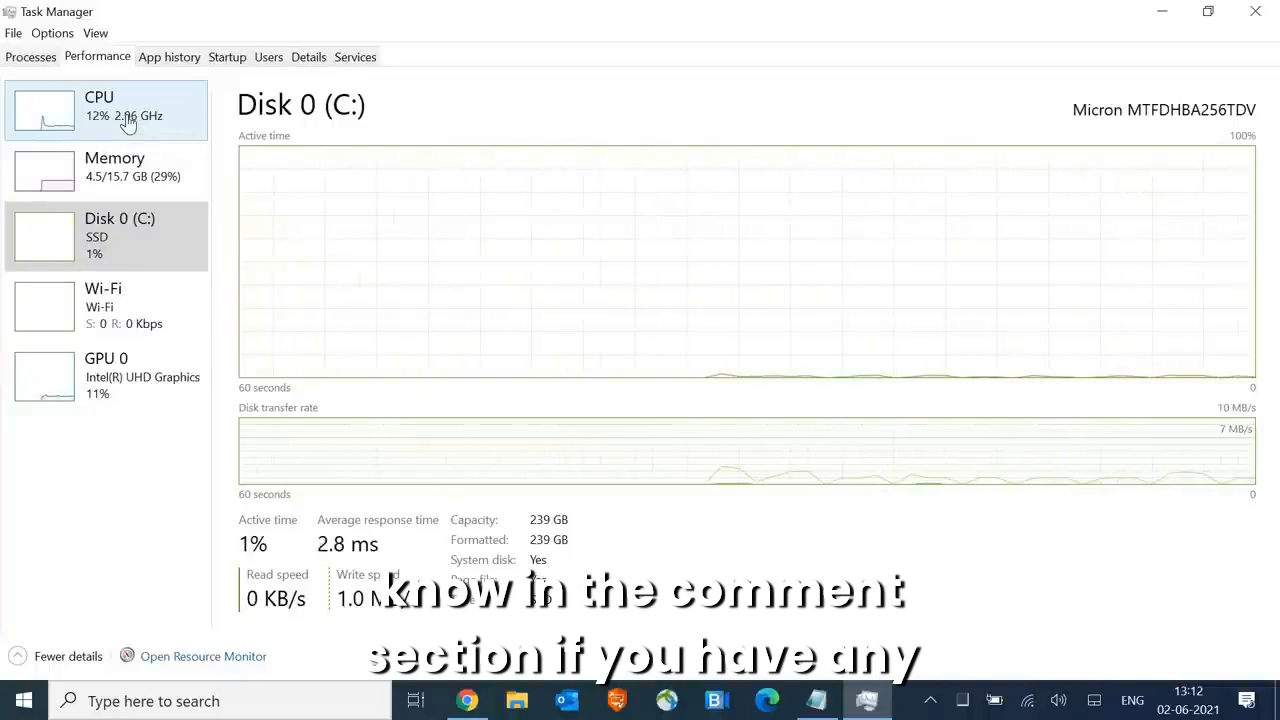 Task Manager
File Options View
Processes Performance App history Startup Users Details Services
CPU
12% 2.96 GHz
Memory
4.5/15.7 GB (29%)
Disk 0 (C:)
SSD
1%
Wi-Fi
Wi-Fi
S: 0 R: 0 Kbps
GPU 0
Intel(R) UHD Graphics
11%
Disk 0 (C:)
Micron MTFDHBA256TDV
Active time 100%
60 seconds 0
Disk transfer rate 10 MB/s
7 MB/s
60 seconds 0
Active time Average response time
1% 2.8 ms
Read speed Write
0 KB/s 1.0
Capacity: 239 GB
Formatted: 239 GB
System disk: Yes
know in the comment
section if you have any
Fewer details Open Resource Monitor
Type here to search
ENG
13:12
02-06-2021